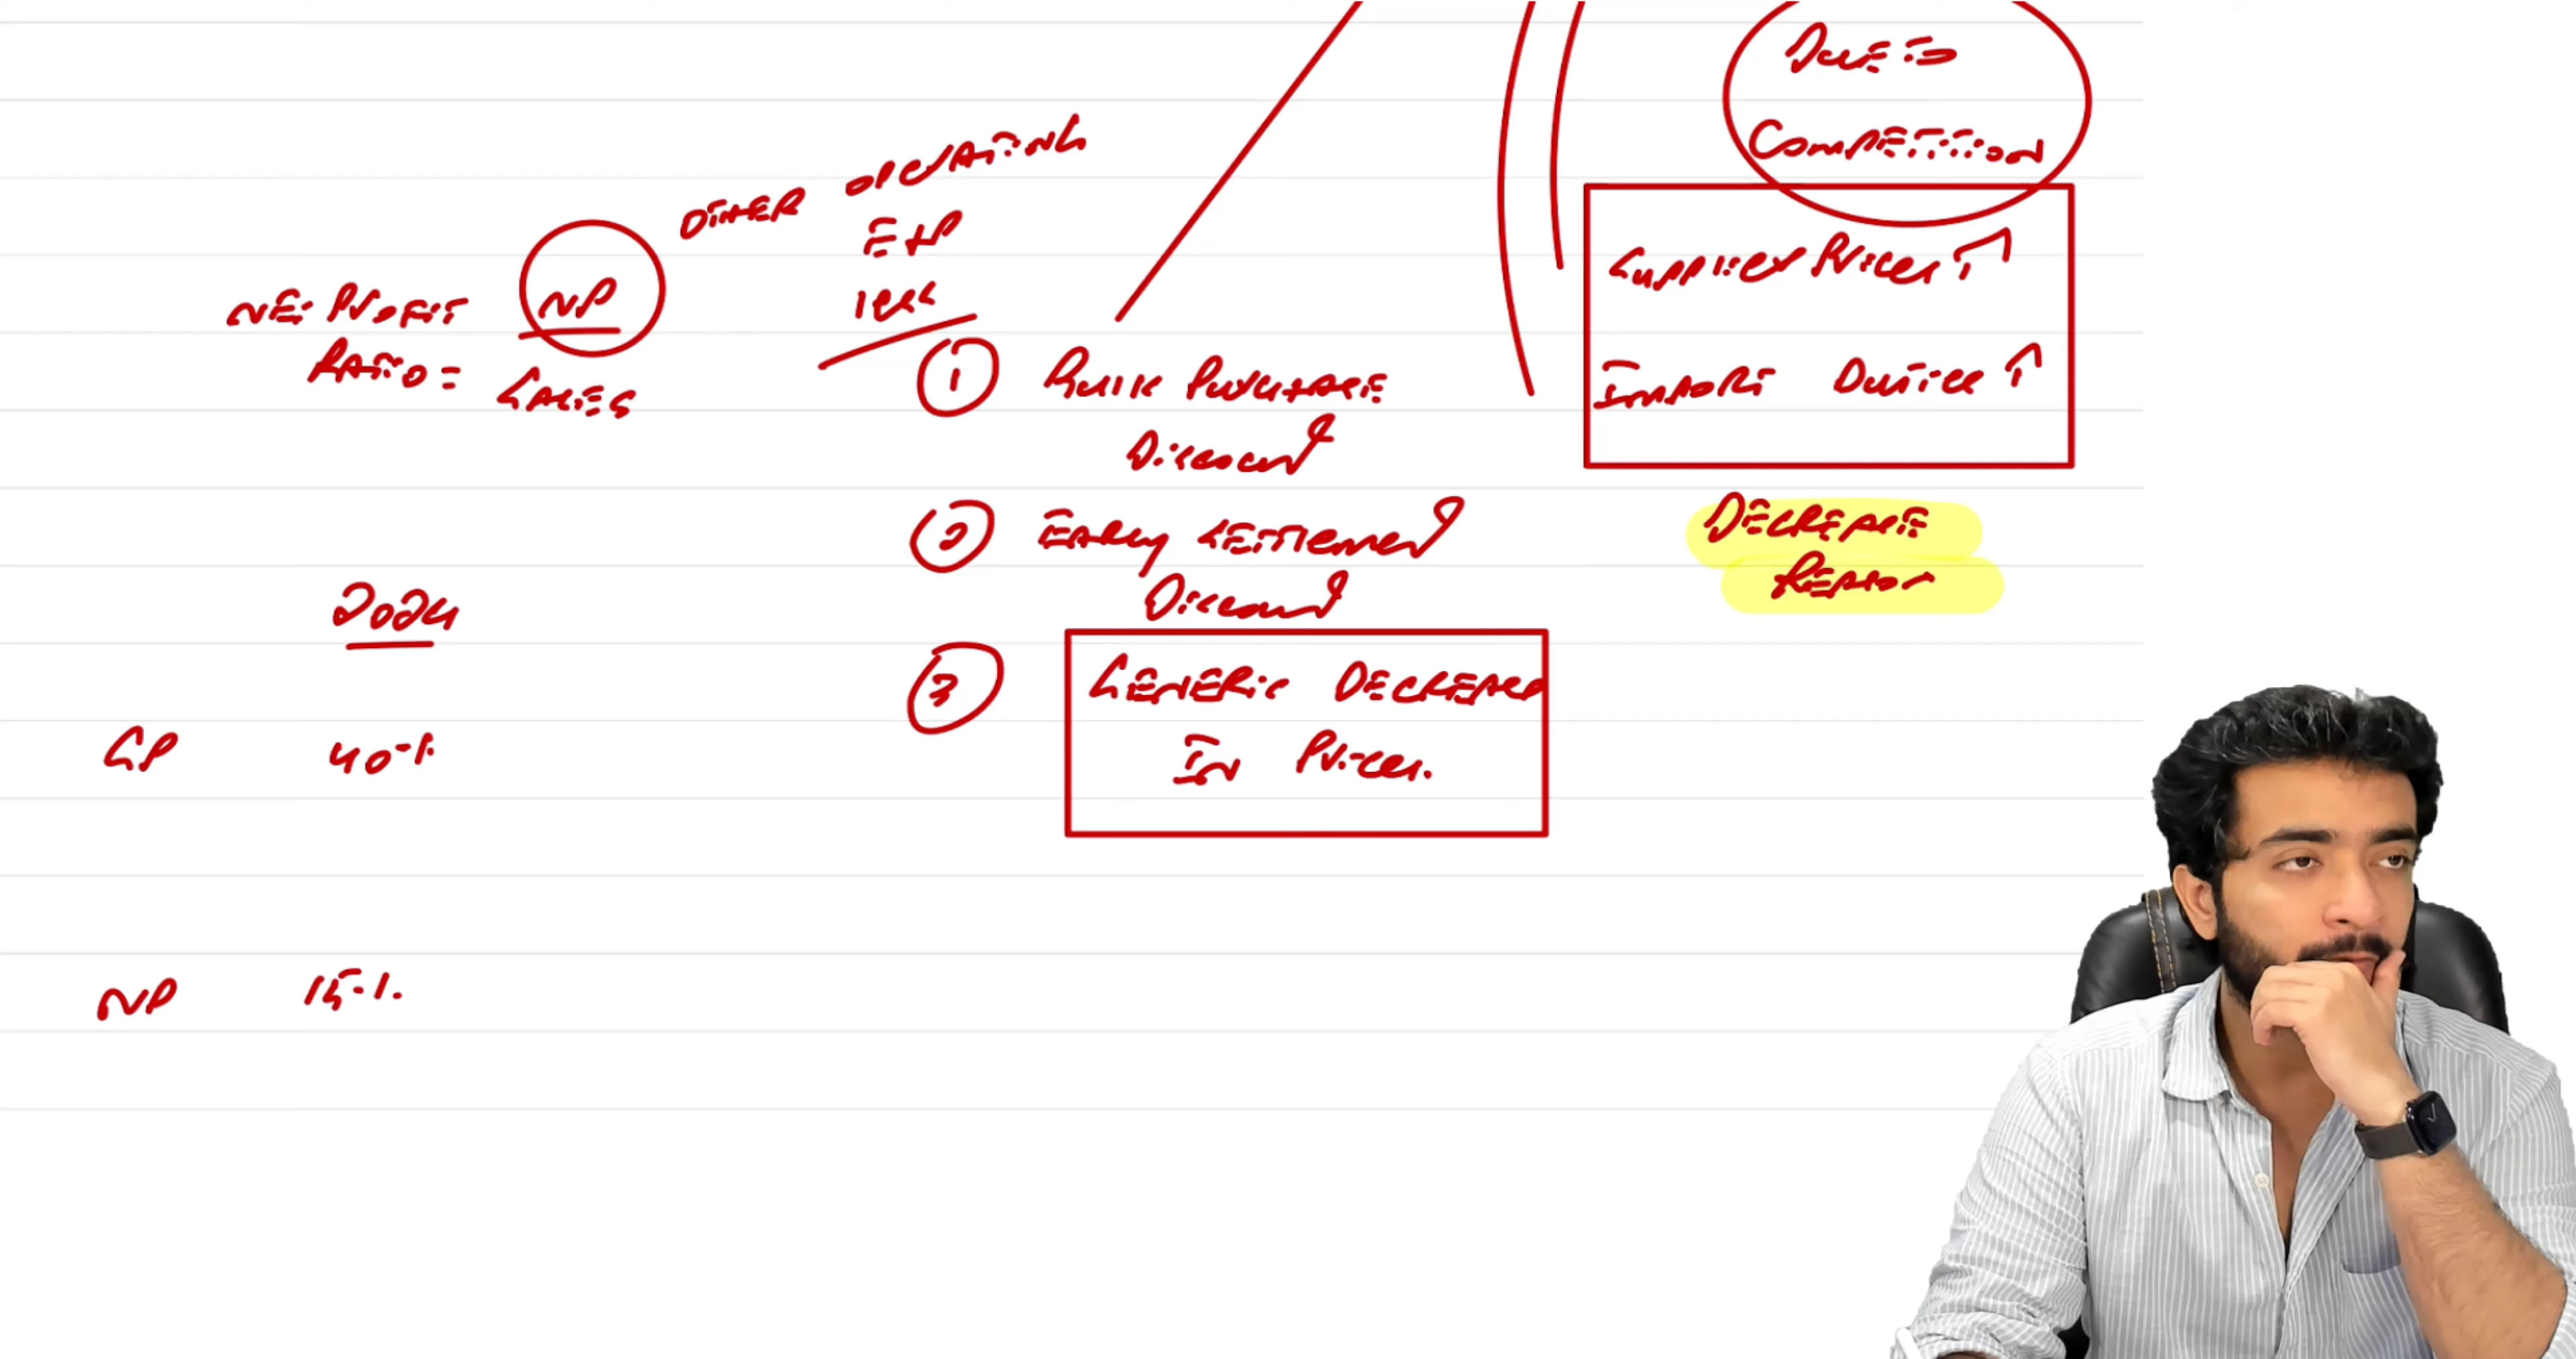 DUE TO
COMPETITION
OTHER OPERATING
EXP
less
Supplier Prices ↑
NET PROFIT NP
RATIO = SALES
IMPORT Duties ↑
1 BULK PURCHASE
Discount
2 EARLY SETTlement
Discount
DECREASE
REASON
2024
3 GENERIC DECREASE
IN Prices.
GP 40%
NP 15%.